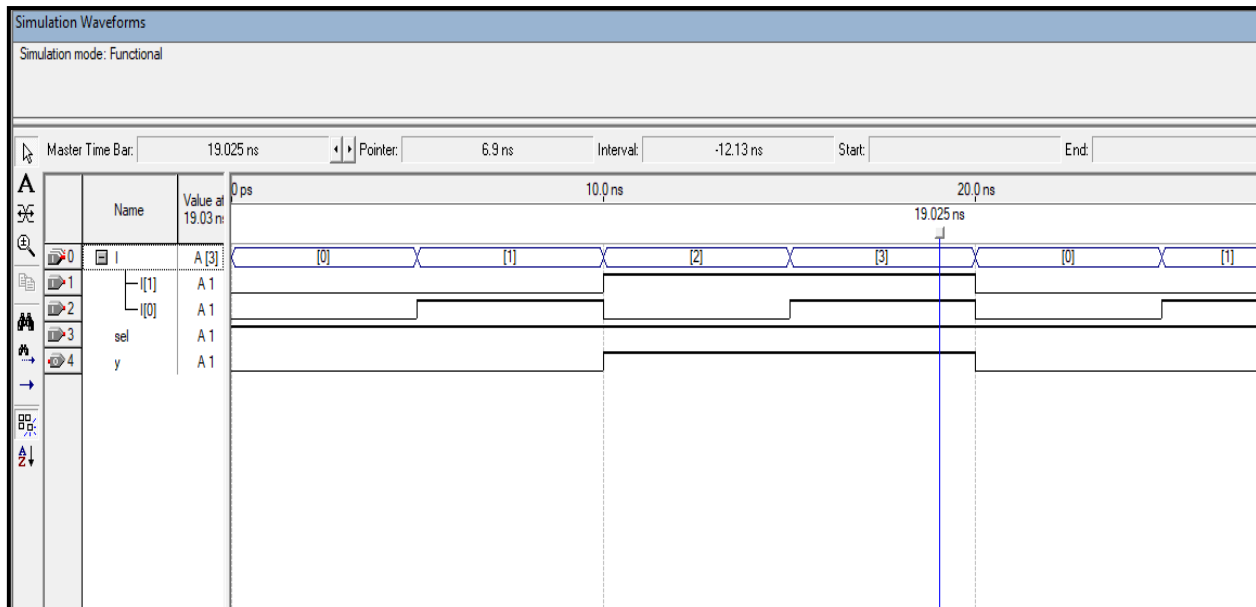 Simulation Waveforms
Simulation mode: Functional
Master Time Bar: 19.025 ns Pointer: 6.9 ns Interval: -12.13 ns Start: End:
Name Value at 19.03 n
0 ps 10.0 ns 20.0 ns
19.025 ns
0 I A [3] [0] [1] [2] [3] [0] [1]
1 I[1] A 1
2 I[0] A 1
3 sel A 1
4 y A 1